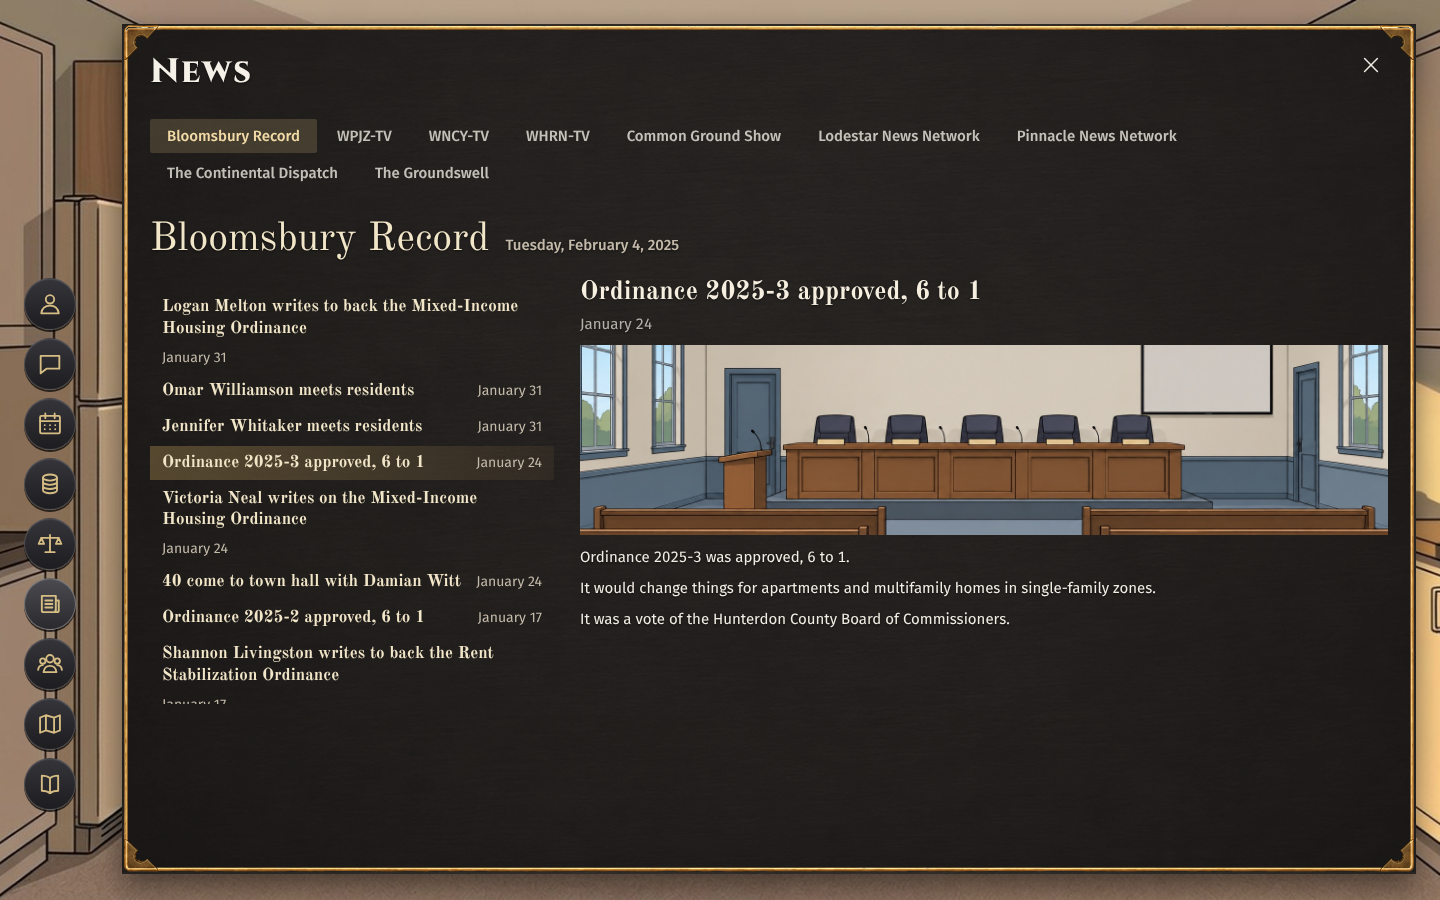 News
Bloomsbury Record WPJZ-TV WNCY-TV WHRN-TV Common Ground Show Lodestar News Network Pinnacle News Network
The Continental Dispatch The Groundswell
Bloomsbury Record Tuesday, February 4, 2025
Logan Melton writes to back the Mixed-Income
Housing Ordinance
January 31
Omar Williamson meets residents January 31
Jennifer Whitaker meets residents January 31
Ordinance 2025-3 approved, 6 to 1 January 24
Victoria Neal writes on the Mixed-Income
Housing Ordinance
January 24
40 come to town hall with Damian Witt January 24
Ordinance 2025-2 approved, 6 to 1 January 17
Shannon Livingston writes to back the Rent
Stabilization Ordinance
January 17
Ordinance 2025-3 approved, 6 to 1
January 24
Ordinance 2025-3 was approved, 6 to 1.
It would change things for apartments and multifamily homes in single-family zones.
It was a vote of the Hunterdon County Board of Commissioners.